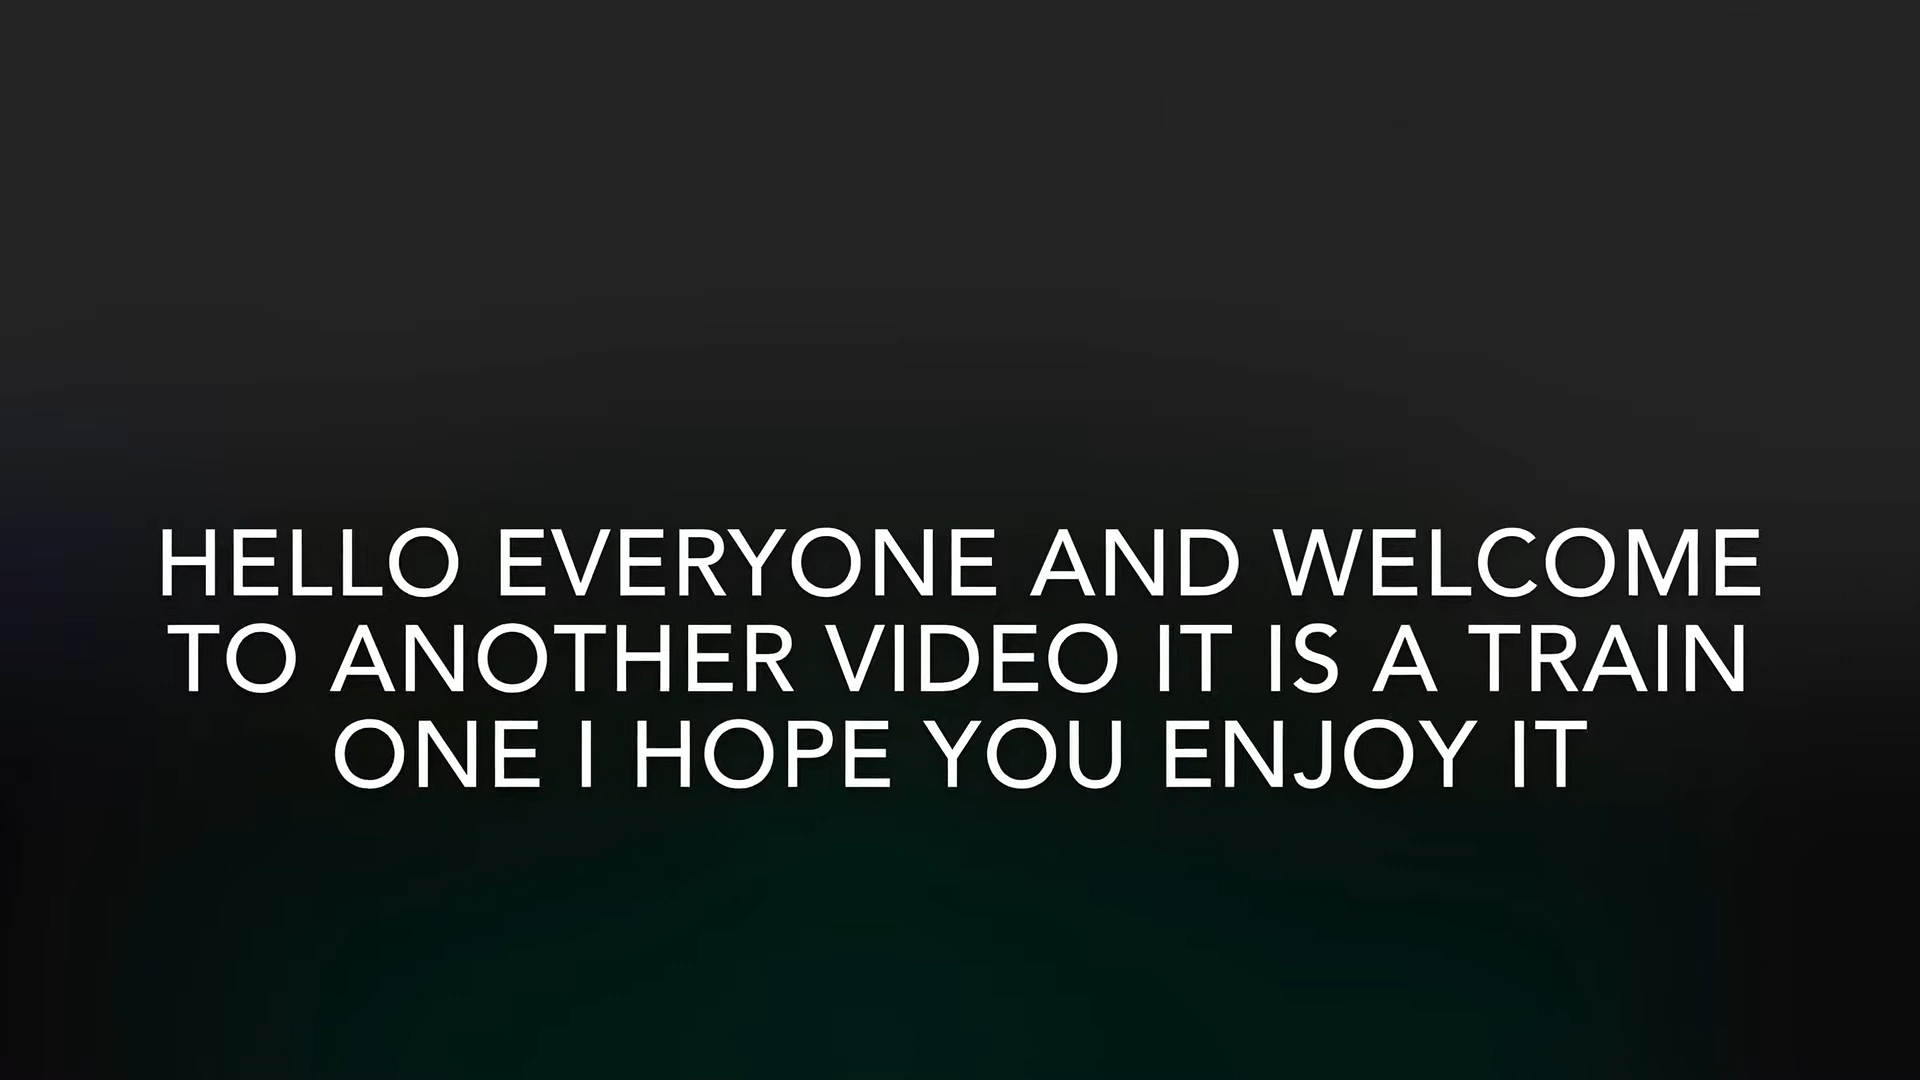 HELLO EVERYONE AND WELCOME
TO ANOTHER VIDEO IT IS A TRAIN
ONE I HOPE YOU ENJOY IT